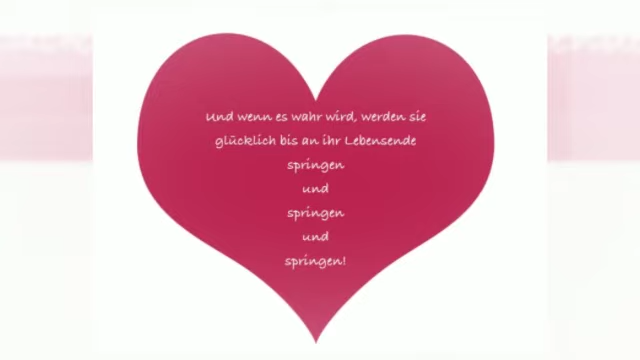 Und wenn es wahr wird, werden sie
glücklich bis an ihr Lebensende
springen
und
springen
und
springen!